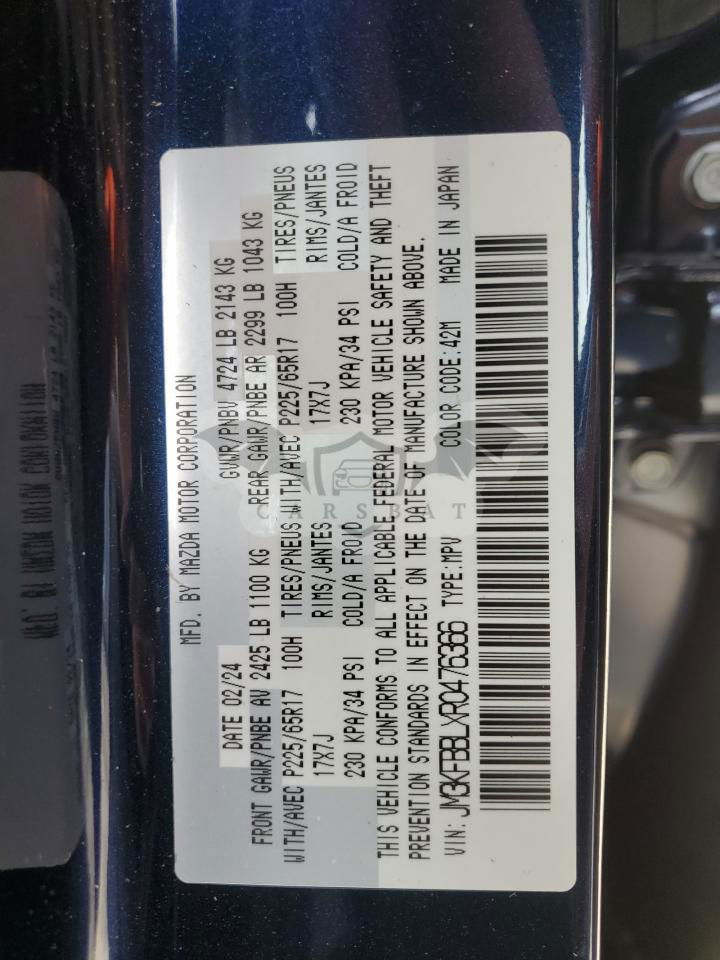 MFD. BY MAZDA MOTOR CORPORATION
DATE 02/24 GVWR/PNBV 4724 LB 2143 KG
FRONT GAWR/PNBE AV 2425 LB 1100 KG REAR GAWR/PNBE AR 2299 LB 1043 KG
WITH/AVEC P225/65R17 100H TIRES/PNEUS WITH/AVEC P225/65R17 100H TIRES/PNEUS
17X7J RIMS/JANTES 17X7J RIMS/JANTES
230 KPA/34 PSI COLD/A FROID 230 KPA/34 PSI COLD/A FROID
THIS VEHICLE CONFORMS TO ALL APPLICABLE FEDERAL MOTOR VEHICLE SAFETY AND THEFT
PREVENTION STANDARDS IN EFFECT ON THE DATE OF MANUFACTURE SHOWN ABOVE.
VIN: JM3KFBBLXR0476366 TYPE:MPV COLOR CODE:42M MADE IN JAPAN
CARSBAT